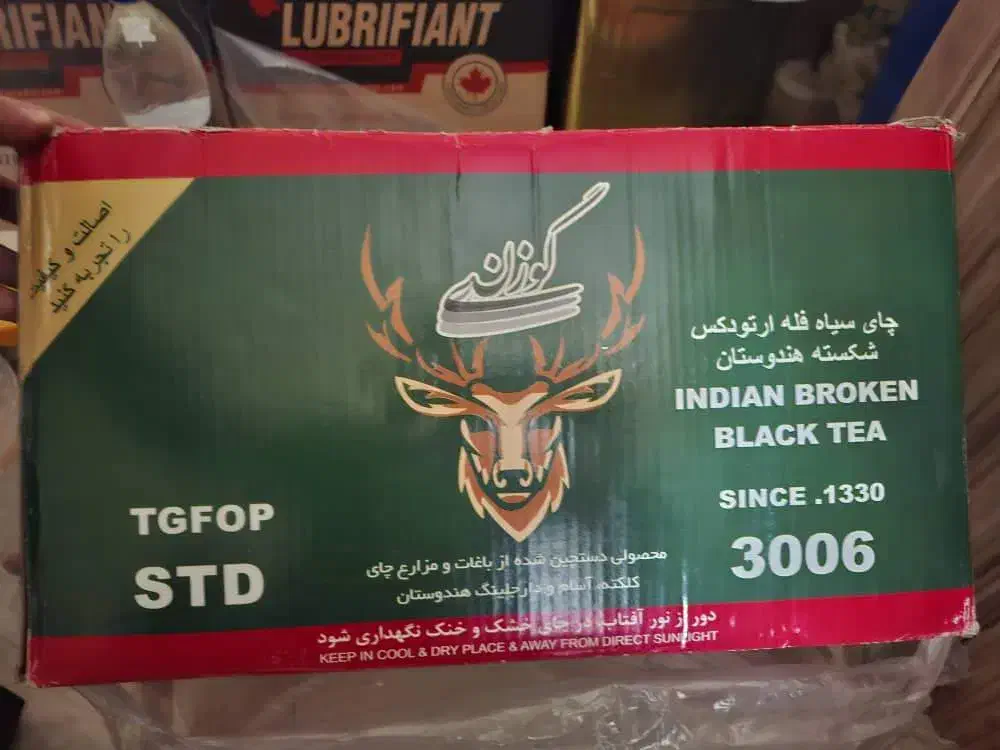 RIFIAN
LUBRIFIANT
اصالت و کیفیت
را تجربه کنید
گوزن
چای سیاه فله ارتودکس
شکسته هندوستان
INDIAN BROKEN
BLACK TEA
SINCE .1330
3006
TGFOP
STD
محصولی دستچین شده از باغات و مزارع چای
کلکته، آسام و دارجلینگ هندوستان
دور از نور آفتاب، در جای خشک و خنک نگهداری شود
KEEP IN COOL & DRY PLACE & AWAY FROM DIRECT SUNLIGHT